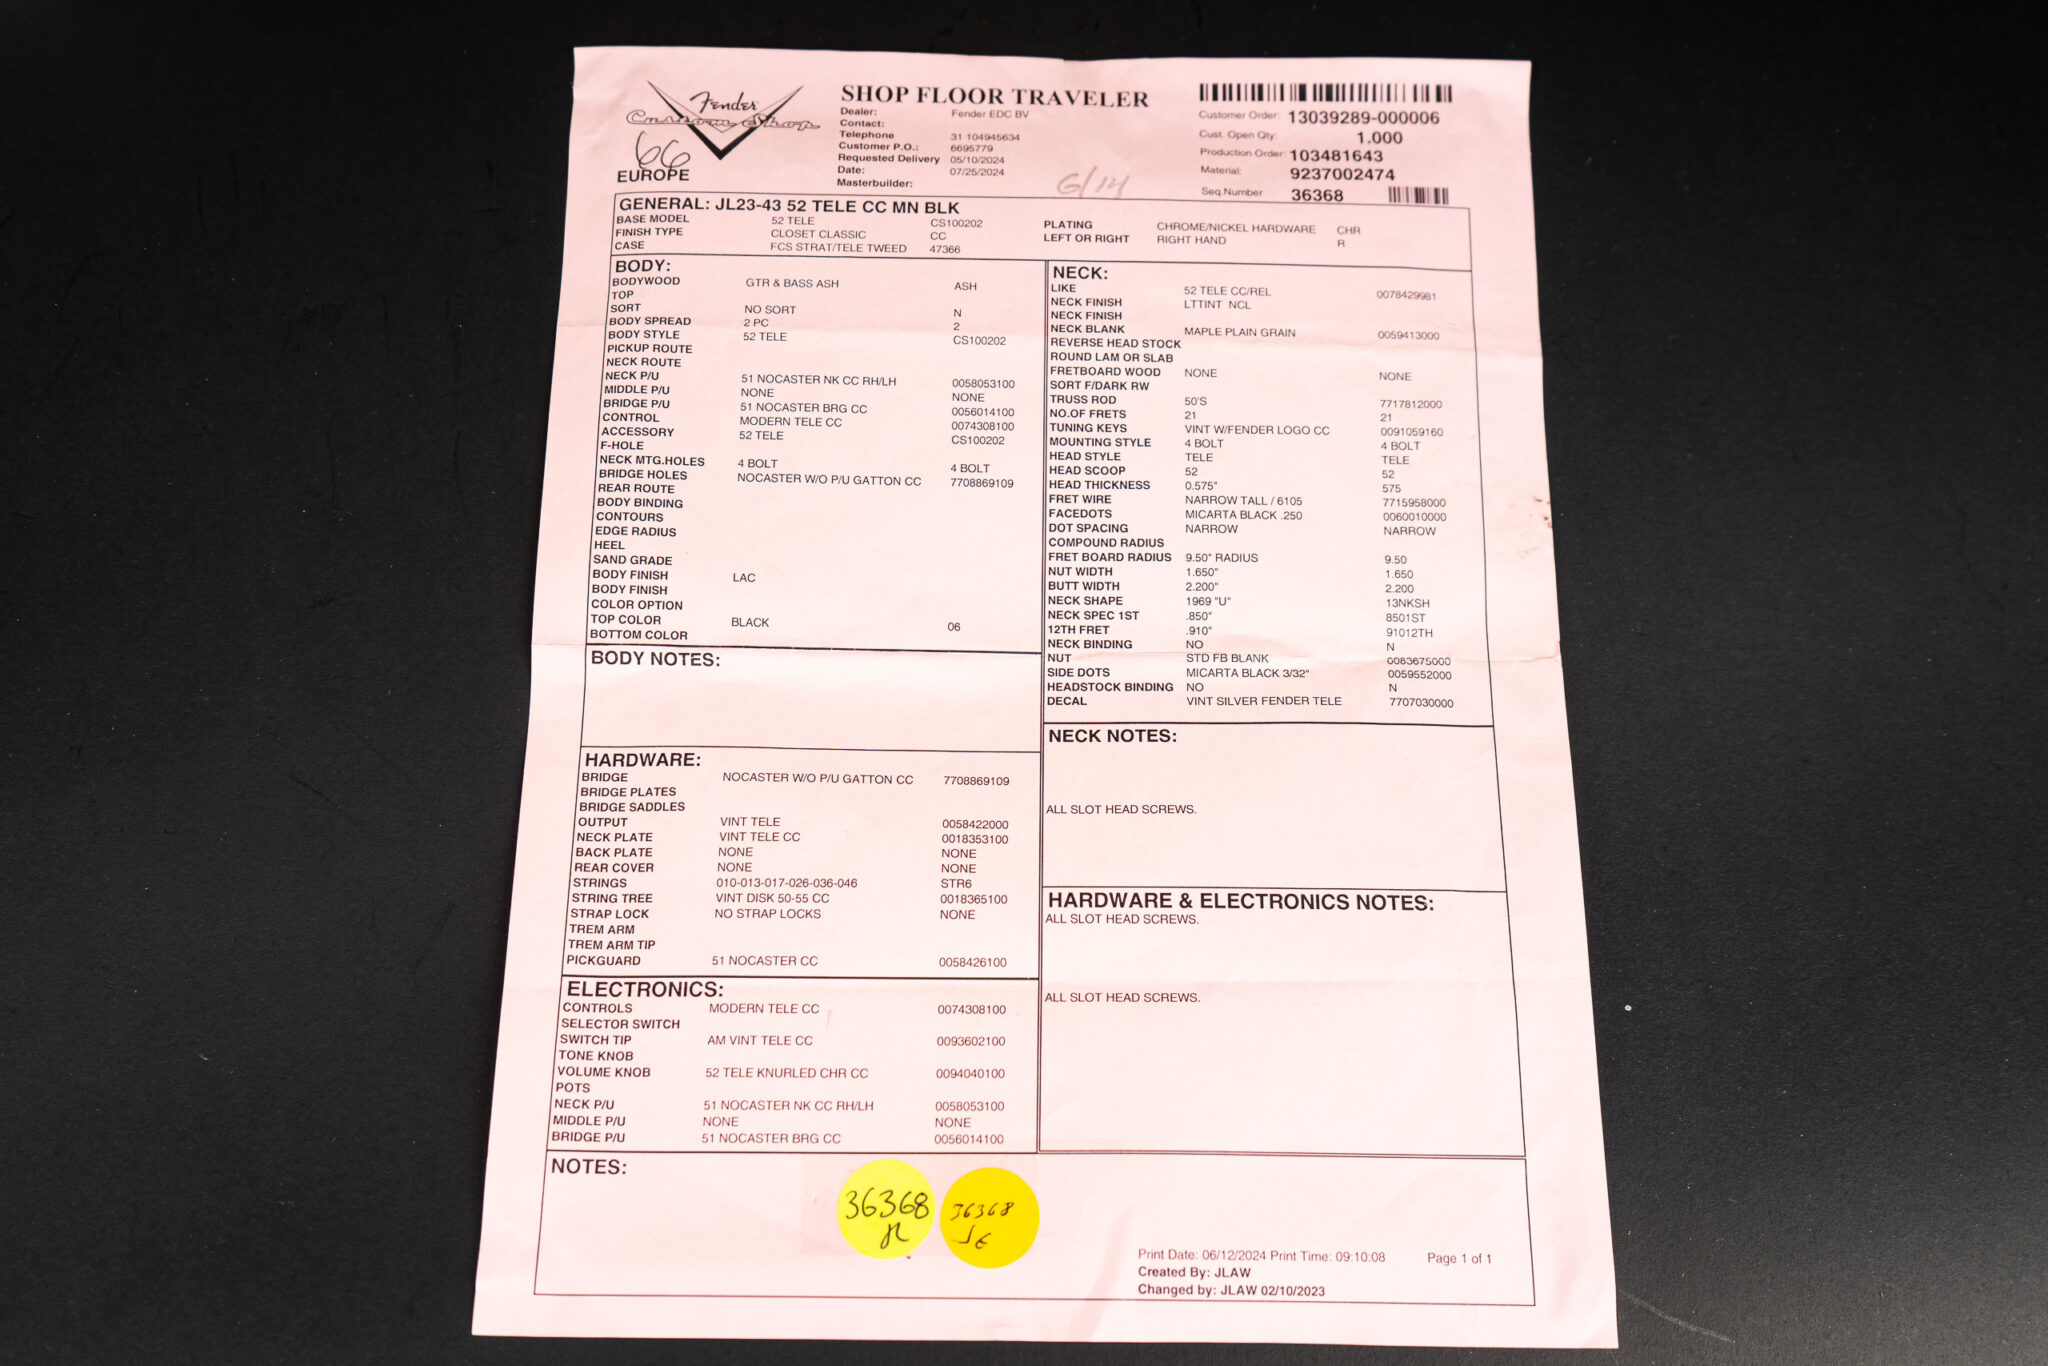 Fender
Custom Shop
66
EUROPE
SHOP FLOOR TRAVELER
Dealer: Fender EDC BV
Contact:
Telephone 31 104945634
Customer P.O.: 6695779
Requested Delivery 05/10/2024
Date: 07/25/2024
Masterbuilder:
6/14
Customer Order: 13039289-000006
Cust. Open Qty: 1.000
Production Order: 103481643
Material: 9237002474
Seq.Number 36368
GENERAL: JL23-43 52 TELE CC MN BLK
BASE MODEL 52 TELE CS100202
FINISH TYPE CLOSET CLASSIC CC
CASE FCS STRAT/TELE TWEED 47366
PLATING CHROME/NICKEL HARDWARE CHR
LEFT OR RIGHT RIGHT HAND R
BODY:
BODYWOOD GTR & BASS ASH ASH
TOP
SORT NO SORT N
BODY SPREAD 2 PC 2
BODY STYLE 52 TELE CS100202
PICKUP ROUTE
NECK ROUTE
NECK P/U 51 NOCASTER NK CC RH/LH 0058053100
MIDDLE P/U NONE NONE
BRIDGE P/U 51 NOCASTER BRG CC 0056014100
CONTROL MODERN TELE CC 0074308100
ACCESSORY 52 TELE CS100202
F-HOLE
NECK MTG.HOLES 4 BOLT 4 BOLT
BRIDGE HOLES NOCASTER W/O P/U GATTON CC 7708869109
REAR ROUTE
BODY BINDING
CONTOURS
EDGE RADIUS
HEEL
SAND GRADE
BODY FINISH LAC
BODY FINISH
COLOR OPTION
TOP COLOR BLACK 06
BOTTOM COLOR
BODY NOTES:
HARDWARE:
BRIDGE NOCASTER W/O P/U GATTON CC 7708869109
BRIDGE PLATES
BRIDGE SADDLES
OUTPUT VINT TELE 0058422000
NECK PLATE VINT TELE CC 0018353100
BACK PLATE NONE NONE
REAR COVER NONE NONE
STRINGS 010-013-017-026-036-046 STR6
STRING TREE VINT DISK 50-55 CC 0018365100
STRAP LOCK NO STRAP LOCKS NONE
TREM ARM
TREM ARM TIP
PICKGUARD 51 NOCASTER CC 0058426100
ELECTRONICS:
CONTROLS MODERN TELE CC 0074308100
SELECTOR SWITCH
SWITCH TIP AM VINT TELE CC 0093602100
TONE KNOB
VOLUME KNOB 52 TELE KNURLED CHR CC 0094040100
POTS
NECK P/U 51 NOCASTER NK CC RH/LH 0058053100
MIDDLE P/U NONE NONE
BRIDGE P/U 51 NOCASTER BRG CC 0056014100
NECK:
LIKE 52 TELE CC/REL 0078429981
NECK FINISH LTTINT NCL
NECK FINISH
NECK BLANK MAPLE PLAIN GRAIN 0059413000
REVERSE HEAD STOCK
ROUND LAM OR SLAB
FRETBOARD WOOD NONE NONE
SORT F/DARK RW
TRUSS ROD 50'S 7717812000
NO.OF FRETS 21 21
TUNING KEYS VINT W/FENDER LOGO CC 0091059160
MOUNTING STYLE 4 BOLT 4 BOLT
HEAD STYLE TELE TELE
HEAD SCOOP 52 52
HEAD THICKNESS 0.575" 575
FRET WIRE NARROW TALL / 6105 7715958000
FACEDOTS MICARTA BLACK .250 0060010000
DOT SPACING NARROW NARROW
COMPOUND RADIUS
FRET BOARD RADIUS 9.50" RADIUS 9.50
NUT WIDTH 1.650" 1.650
BUTT WIDTH 2.200" 2.200
NECK SHAPE 1969 "U" 13NKSH
NECK SPEC 1ST .850" 8501ST
12TH FRET .910" 91012TH
NECK BINDING NO N
NUT STD FB BLANK 0083675000
SIDE DOTS MICARTA BLACK 3/32" 0059552000
HEADSTOCK BINDING NO N
DECAL VINT SILVER FENDER TELE 7707030000
NECK NOTES:
ALL SLOT HEAD SCREWS.
HARDWARE & ELECTRONICS NOTES:
ALL SLOT HEAD SCREWS.
ALL SLOT HEAD SCREWS.
NOTES:
36368
36368
Print Date: 06/12/2024 Print Time: 09:10:08 Page 1 of 1
Created By: JLAW
Changed by: JLAW 02/10/2023